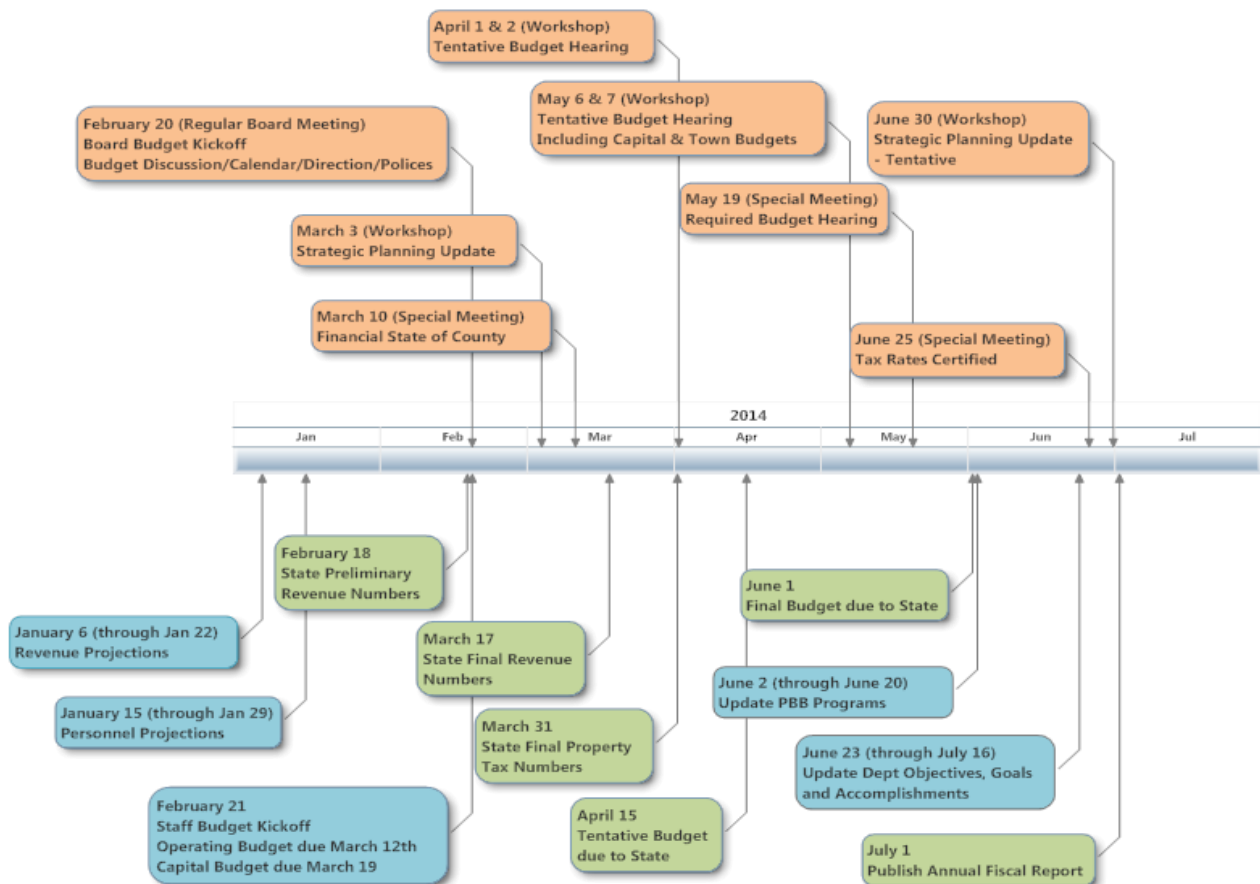 April 1 & 2 (Workshop)
Tentative Budget Hearing
May 6 & 7 (Workshop)
Tentative Budget Hearing
Including Capital & Town Budgets
February 20 (Regular Board Meeting)
Board Budget Kickoff
Budget Discussion/Calendar/Direction/Polices
June 30 (Workshop)
Strategic Planning Update
- Tentative
May 19 (Special Meeting)
Required Budget Hearing
March 3 (Workshop)
Strategic Planning Update
March 10 (Special Meeting)
Financial State of County
June 25 (Special Meeting)
Tax Rates Certified
2014
Jan Feb Mar Apr May Jun Jul
February 18
State Preliminary
Revenue Numbers
June 1
Final Budget due to State
January 6 (through Jan 22)
Revenue Projections
March 17
State Final Revenue
Numbers
June 2 (through June 20)
Update PBB Programs
January 15 (through Jan 29)
Personnel Projections
March 31
State Final Property
Tax Numbers
June 23 (through July 16)
Update Dept Objectives, Goals
and Accomplishments
February 21
Staff Budget Kickoff
Operating Budget due March 12th
Capital Budget due March 19
April 15
Tentative Budget
due to State
July 1
Publish Annual Fiscal Report